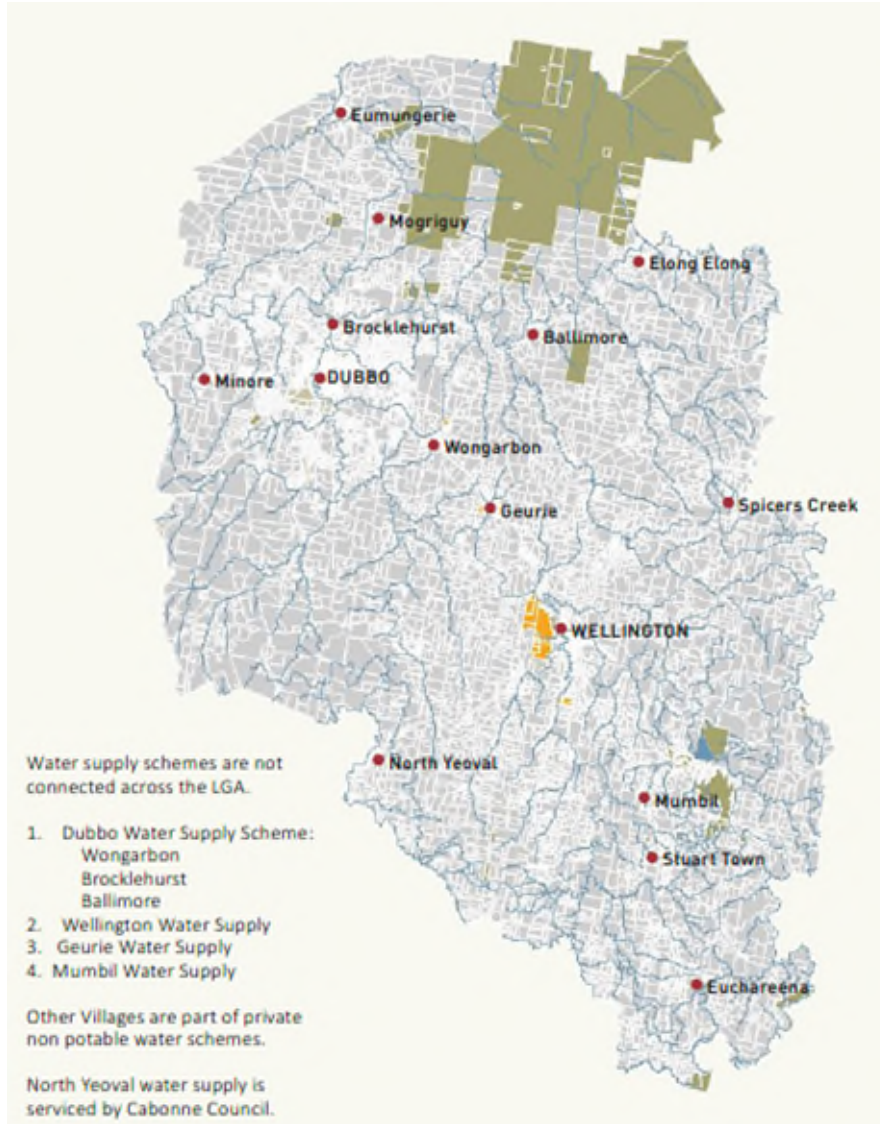 Eumungerie
Mogriguy
Elong Elong
Brocklehurst
Ballimore
Minore
DUBBO
Wongarbon
Spicers Creek
Geurie
WELLINGTON
North Yeoval
Mumbil
Stuart Town
Euchareena
Water supply schemes are not
connected across the LGA.
1. Dubbo Water Supply Scheme:
Wongarbon
Brocklehurst
Ballimore
2. Wellington Water Supply
3. Geurie Water Supply
4. Mumbil Water Supply
Other Villages are part of private
non potable water schemes.
North Yeoval water supply is
serviced by Cabonne Council.